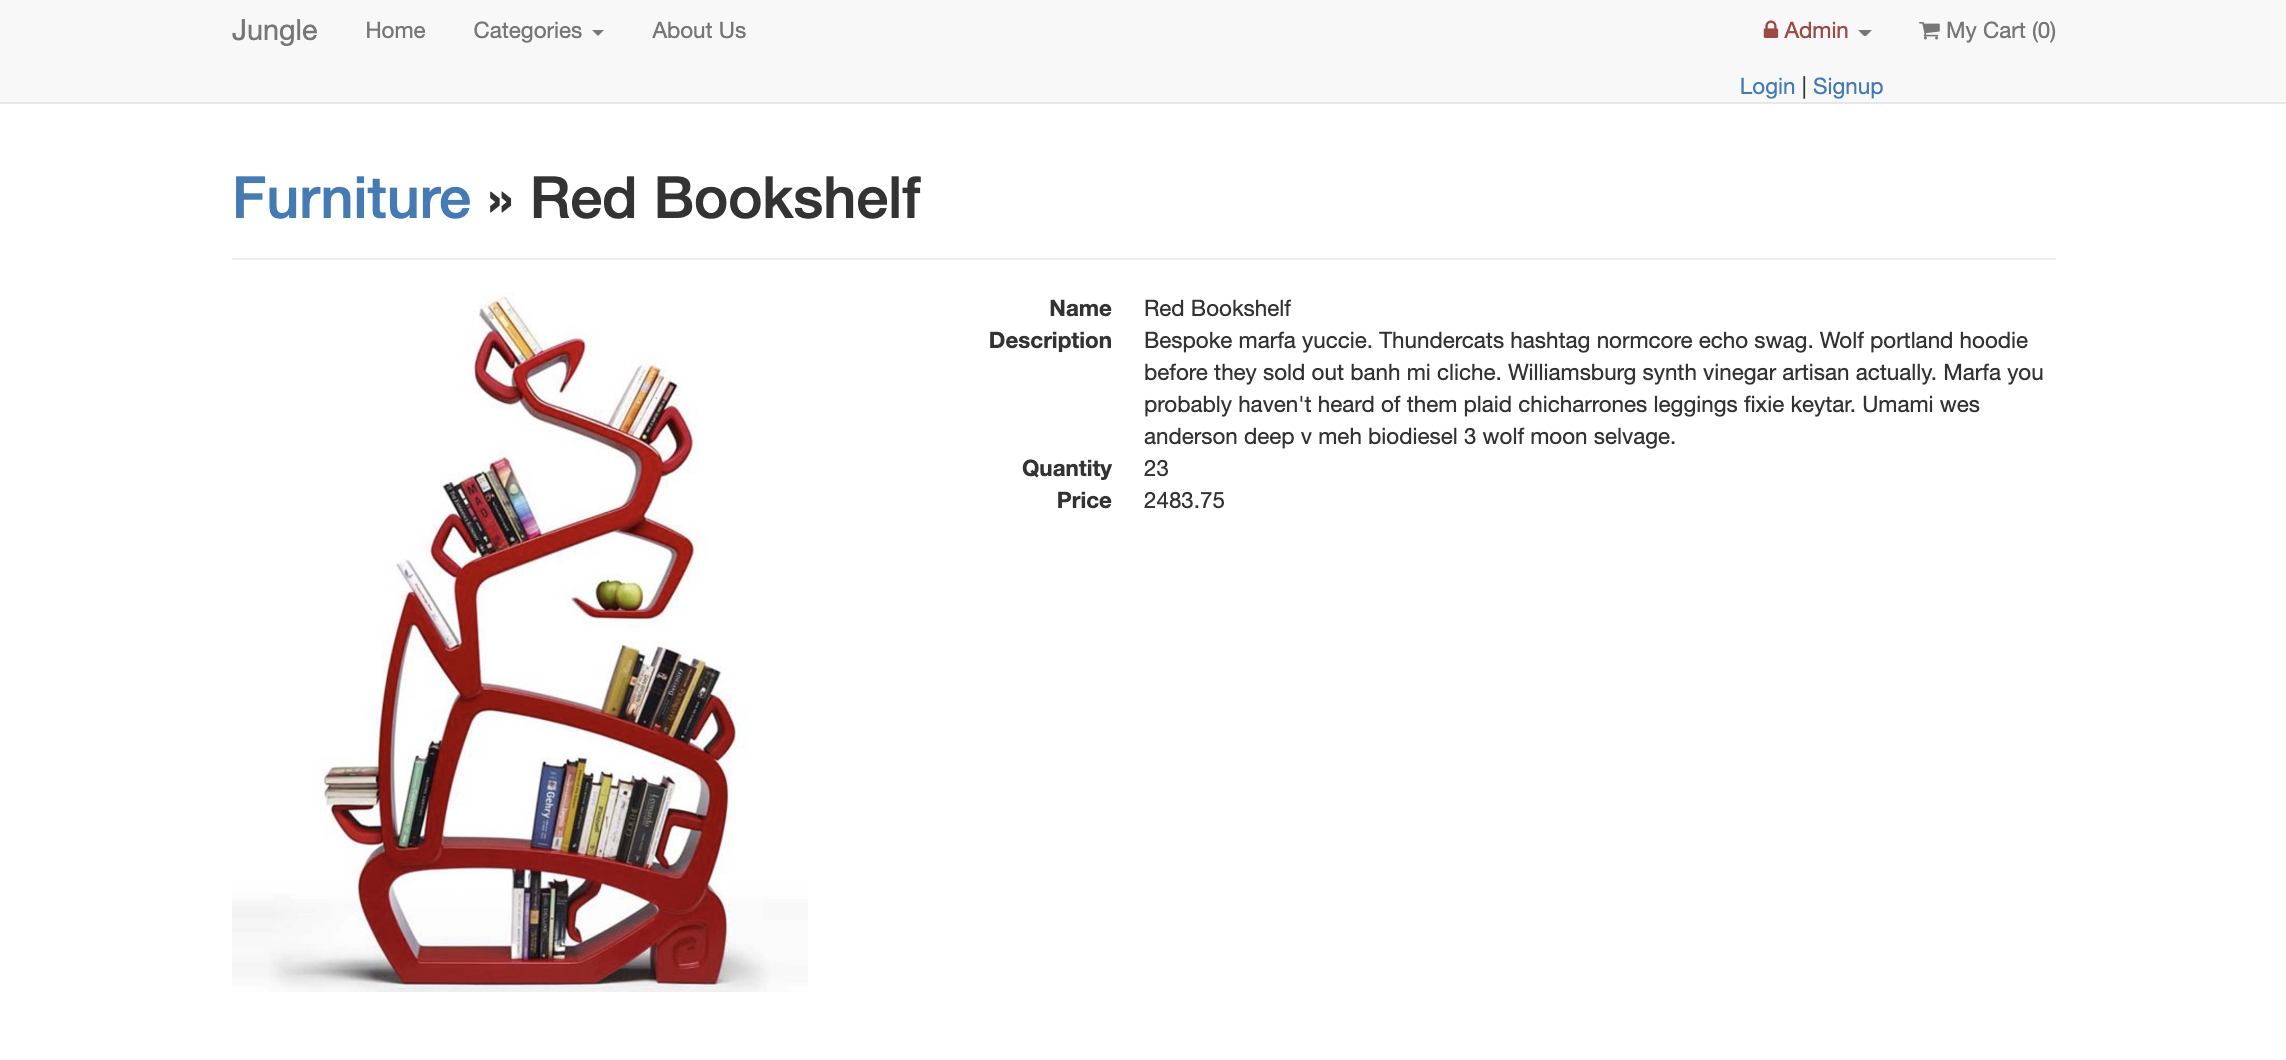 Jungle Home Categories About Us Admin My Cart (0)
Login | Signup
Furniture » Red Bookshelf
Name Red Bookshelf
Description Bespoke marfa yuccie. Thundercats hashtag normcore echo swag. Wolf portland hoodie
before they sold out banh mi cliche. Williamsburg synth vinegar artisan actually. Marfa you
probably haven't heard of them plaid chicharrones leggings fixie keytar. Umami wes
anderson deep v meh biodiesel 3 wolf moon selvage.
Quantity 23
Price 2483.75
MAD
Gehry